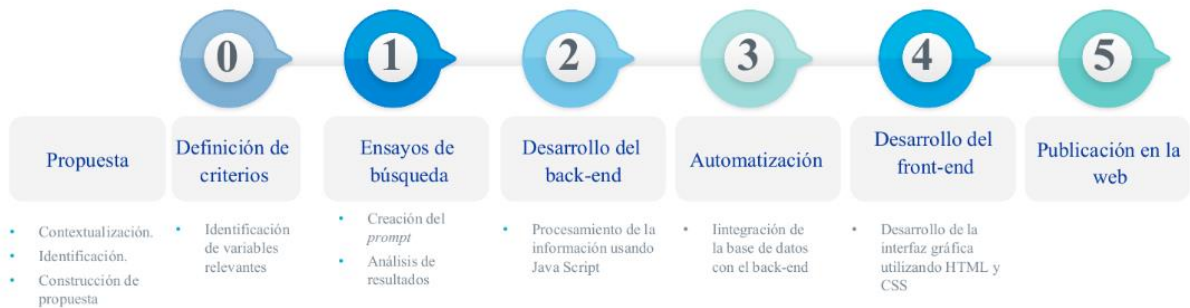 0
1
2
3
4
5
Propuesta
Definición de
criterios
Ensayos de
búsqueda
Desarrollo del
back-end
Automatización
Desarrollo del
front-end
Publicación en la
web
• Contextualización.
• Identificación.
• Construcción de
propuesta
• Identificación
de variables
relevantes
• Creación del
prompt
• Análisis de
resultados
• Procesamiento de la
información usando
Java Script
• Iintegración de
la base de datos
con el back-end
• Desarrollo de la
interfaz gráfica
utilizando HTML y
CSS